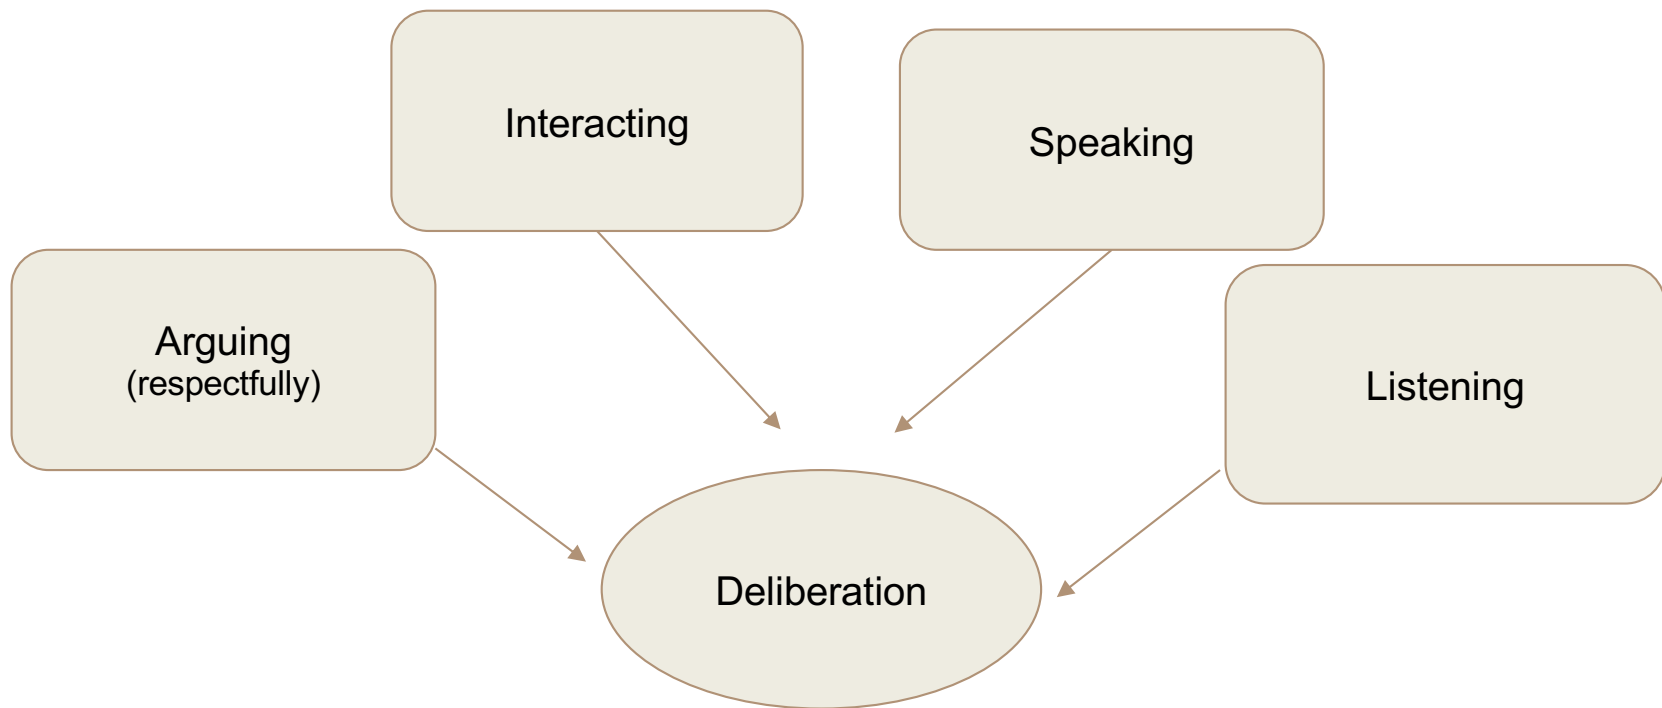 Interacting
Speaking
Arguing
(respectfully)
Listening
Deliberation